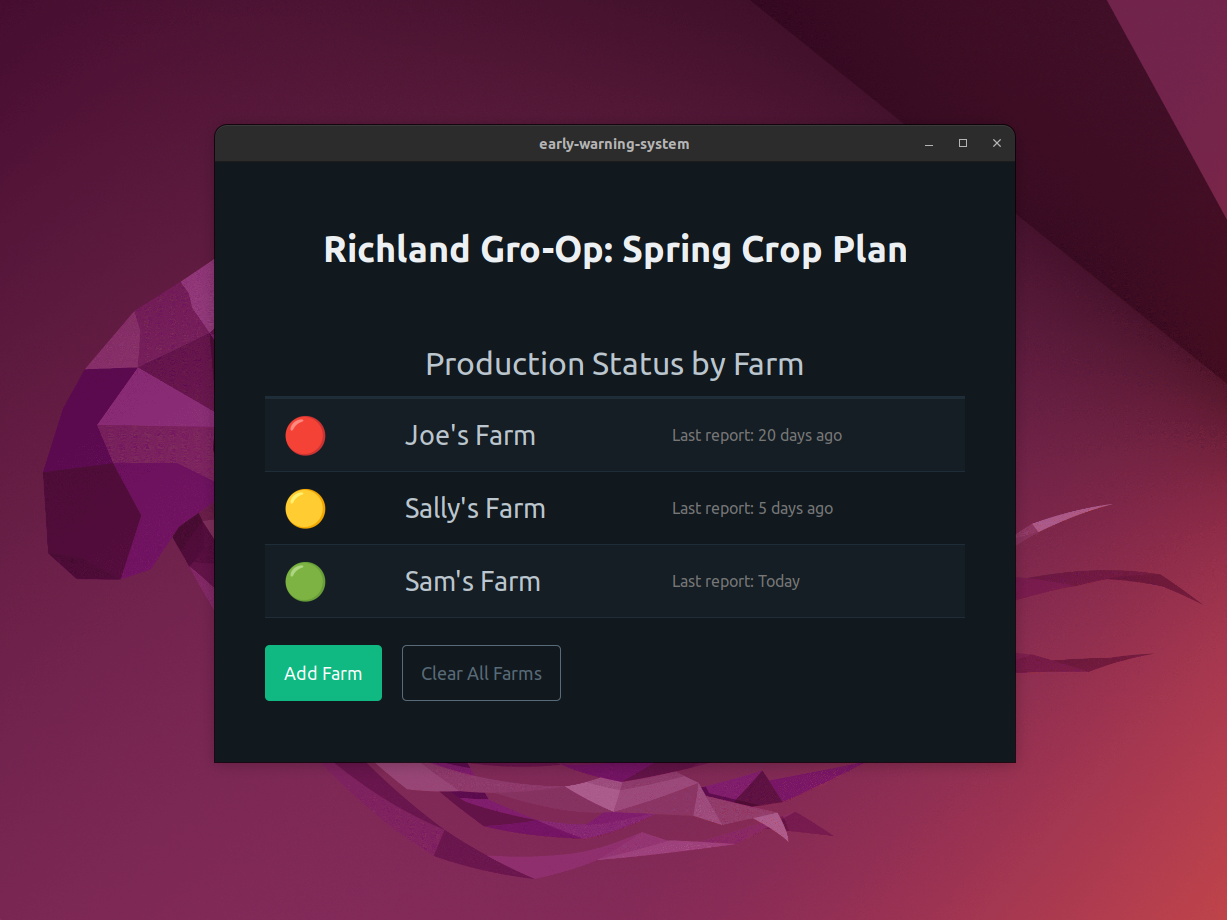 early-warning-system
Richland Gro-Op: Spring Crop Plan
Production Status by Farm
Joe's Farm Last report: 20 days ago
Sally's Farm Last report: 5 days ago
Sam's Farm Last report: Today
Add Farm Clear All Farms